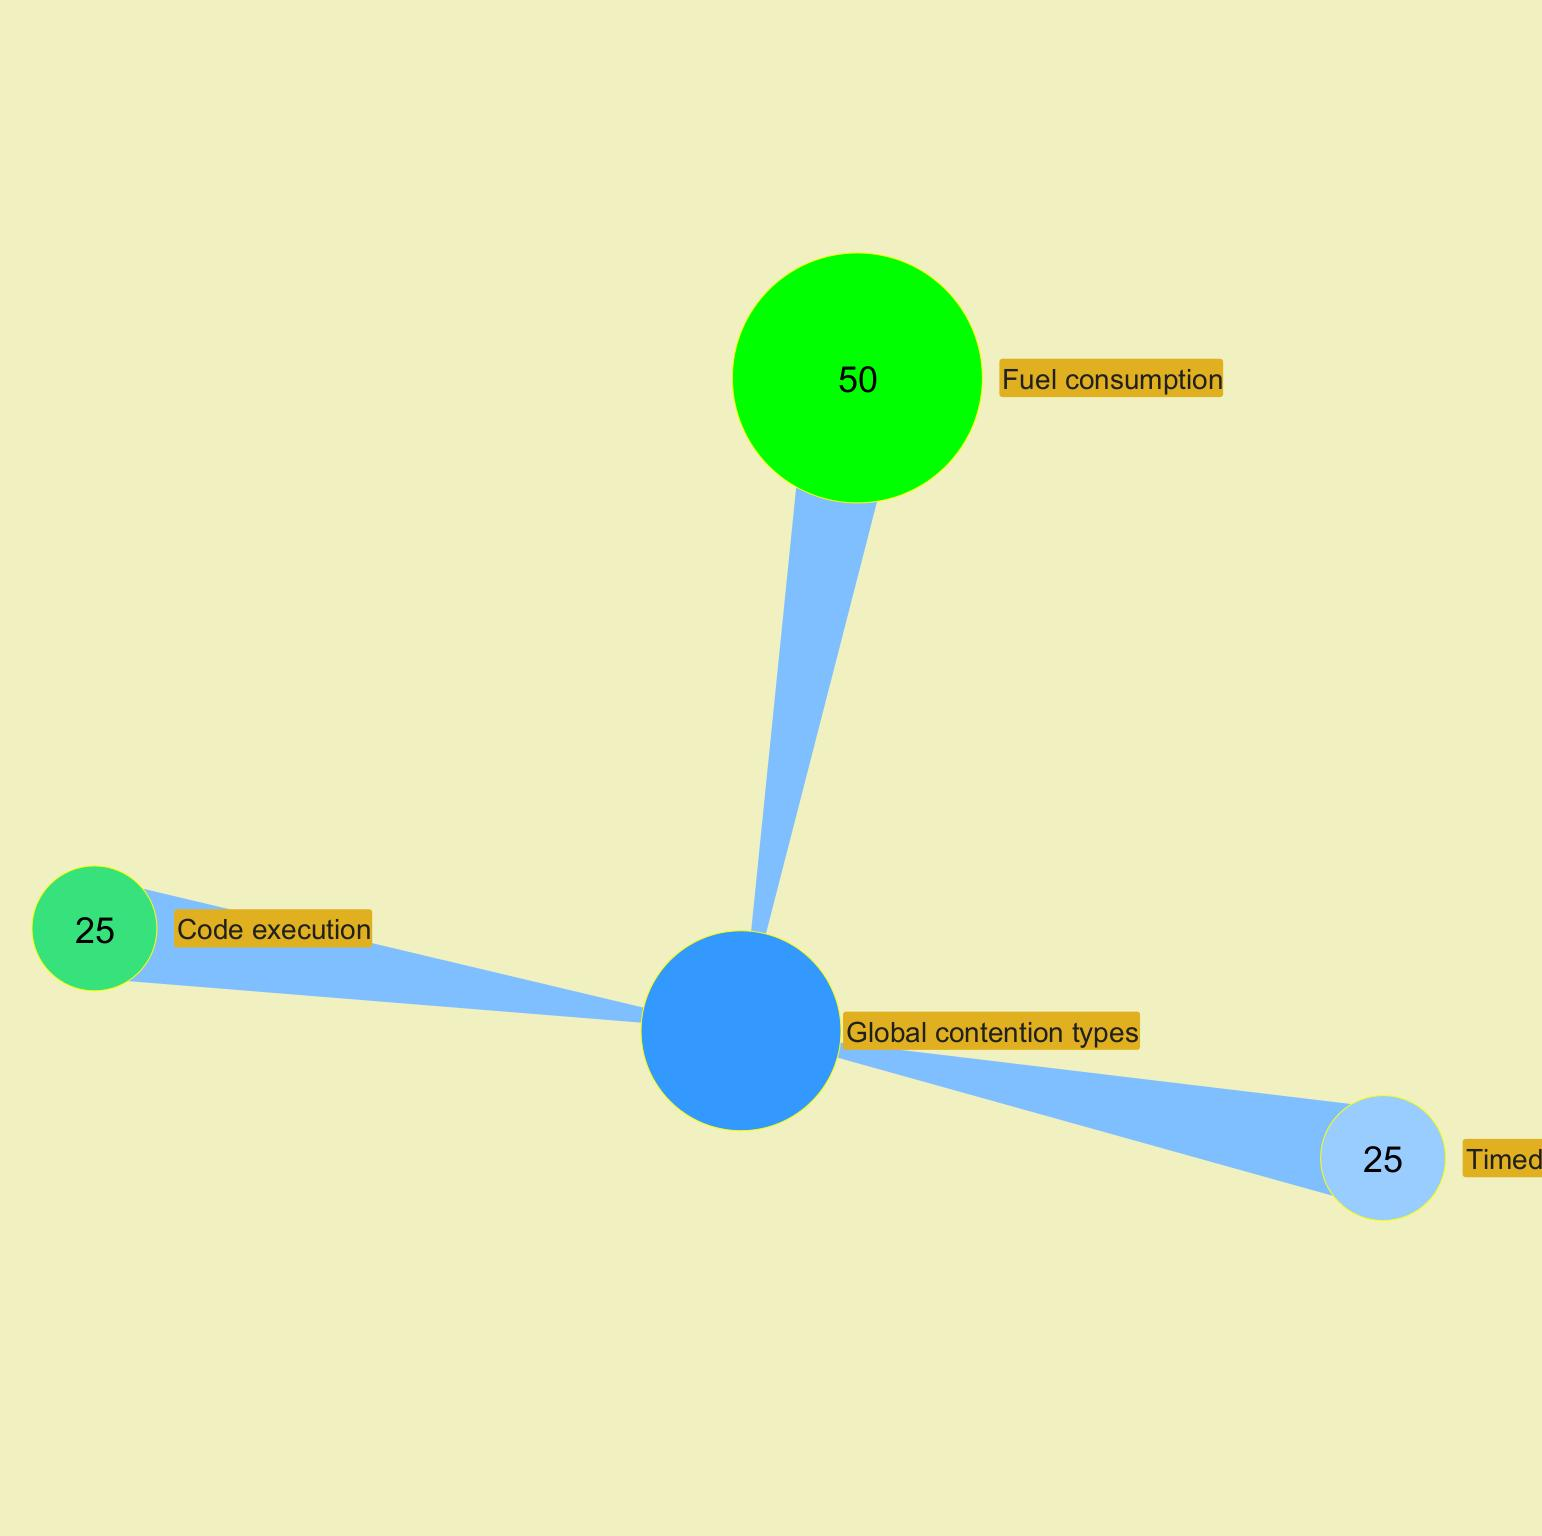 50
Fuel consumption
25
Code execution
Global contention types
25
Timed